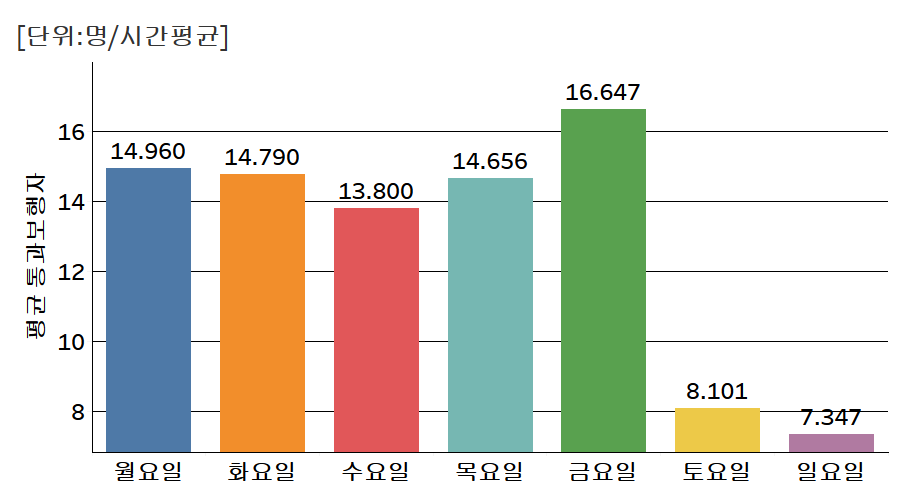 [단위:명/시간평균]
평균 통과보행자
16
14
12
10
8
14.960
14.790
13.800
14.656
16.647
8.101
7.347
월요일
화요일
수요일
목요일
금요일
토요일
일요일